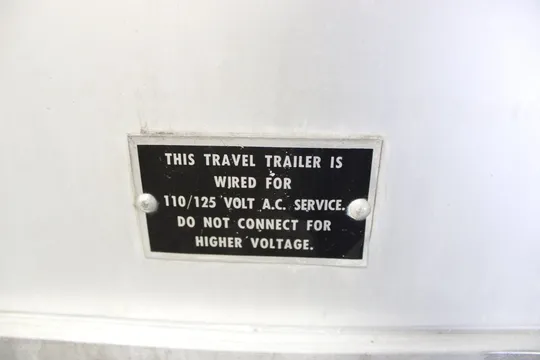 THIS TRAVEL TRAILER IS
WIRED FOR
110/125 VOLT A.C. SERVICE.
DO NOT CONNECT FOR
HIGHER VOLTAGE.